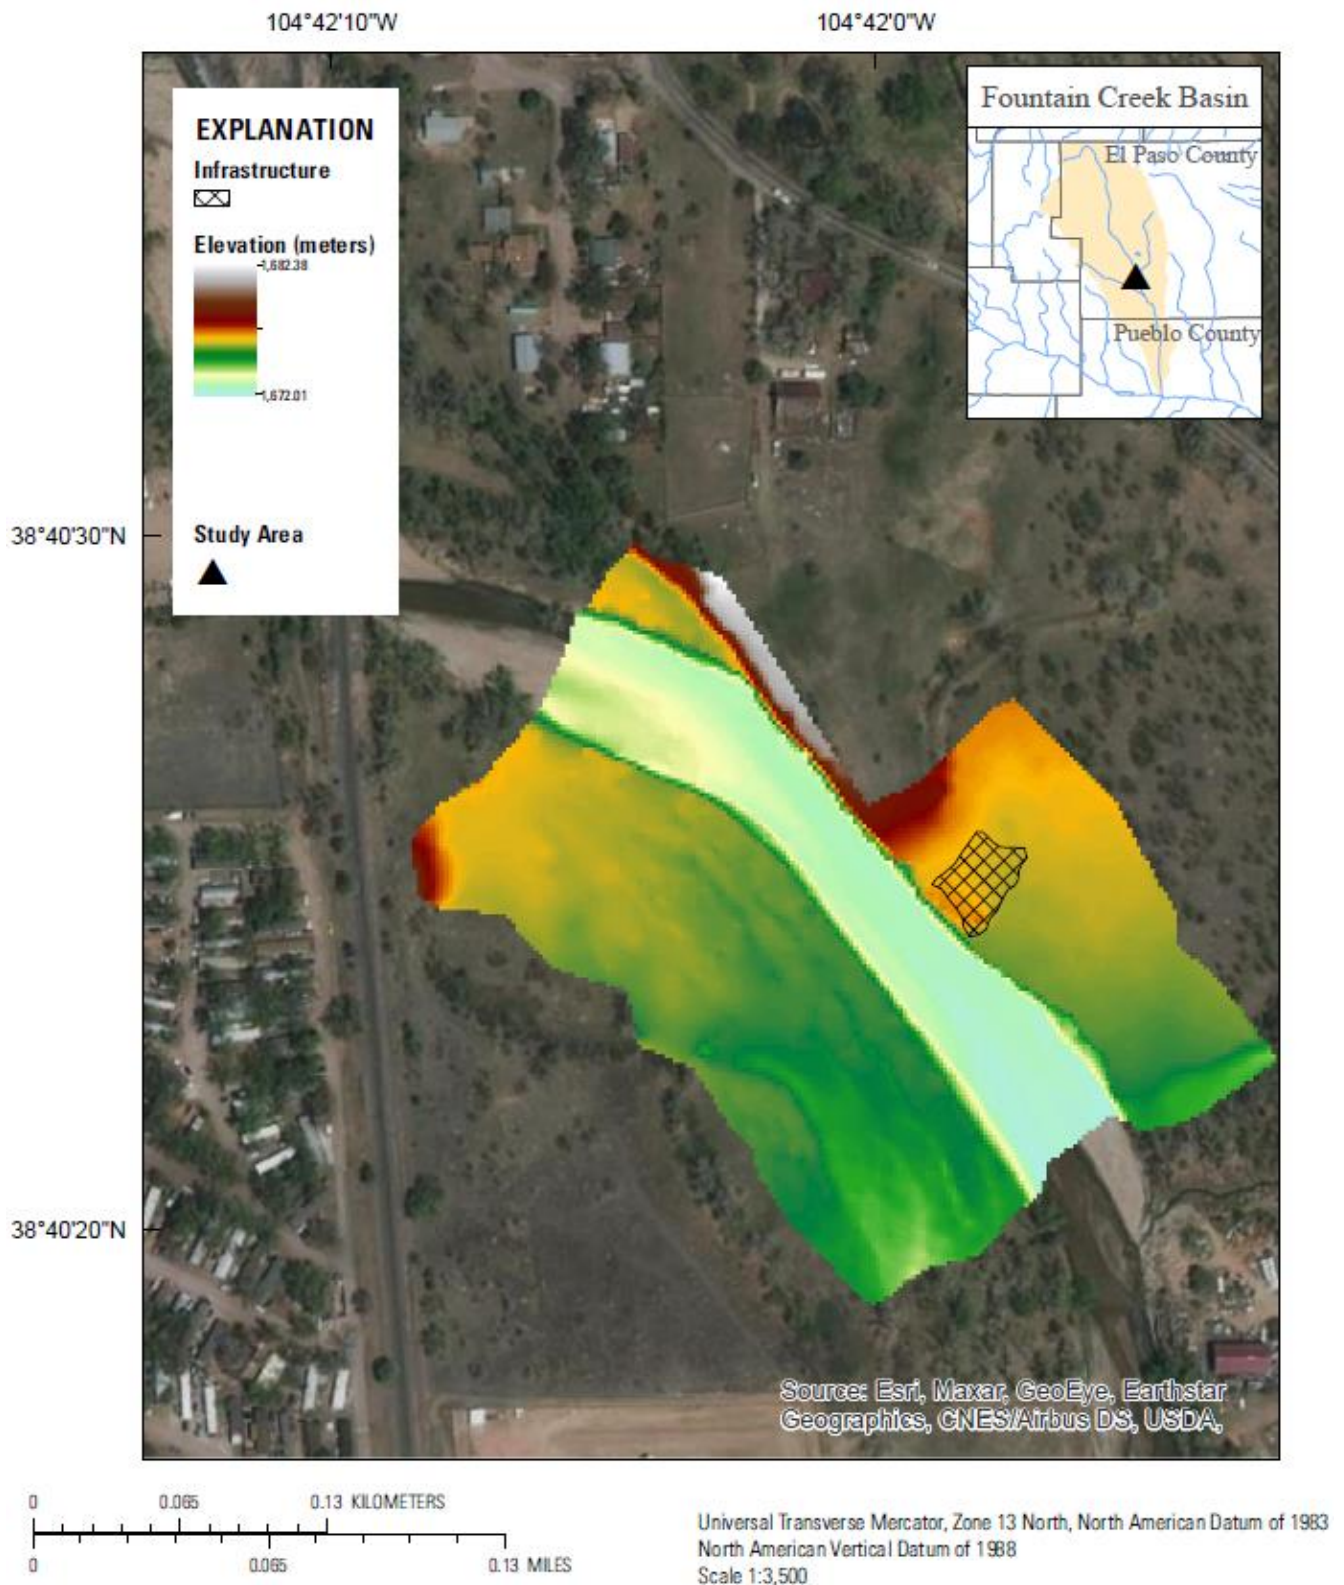 104°42'10"W
104°42'0"W
EXPLANATION
Infrastructure
Elevation (meters)
1,682.38
1,672.01
Study Area
Fountain Creek Basin
El Paso County
Pueblo County
38°40'30"N
38°40'20"N
Source: Esri, Maxar, GeoEye, Earthstar
Geographics, CNES/Airbus DS, USDA,
0 0.065 0.13 KILOMETERS
0 0.065 0.13 MILES
Universal Transverse Mercator, Zone 13 North, North American Datum of 1983
North American Vertical Datum of 1988
Scale 1:3,500